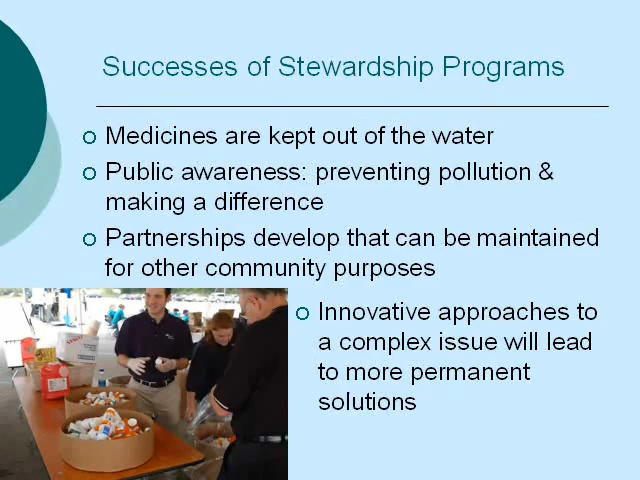 Successes of Stewardship Programs
Medicines are kept out of the water
Public awareness: preventing pollution &
making a difference
Partnerships develop that can be maintained
for other community purposes
Innovative approaches to
a complex issue will lead
to more permanent
solutions